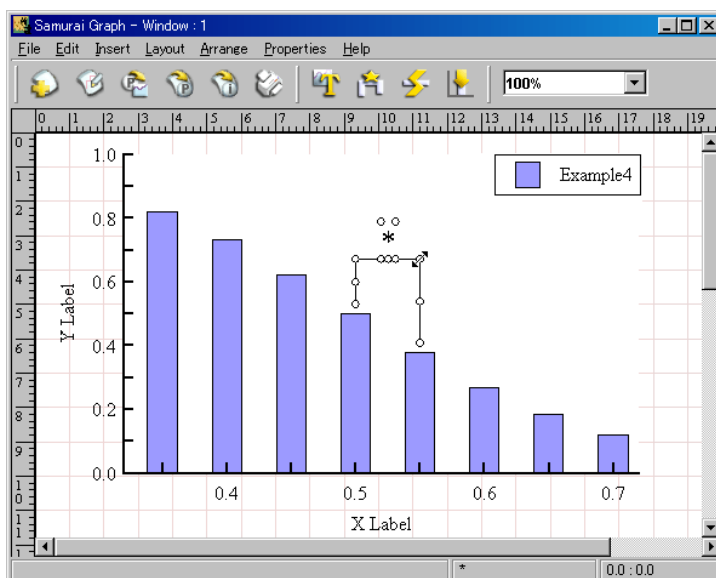 Samurai Graph - Window : 1
File Edit Insert Layout Arrange Properties Help
100%
0 1 2 3 4 5 6 7 8 9 10 11 12 13 14 15 16 17 18 19
0
1
2
3
4
5
6
7
8
9
10
11
1.0
0.8
0.6
0.4
0.2
0.0
Y Label
Example4
*
0.4 0.5 0.6 0.7
X Label
* 0.0 : 0.0